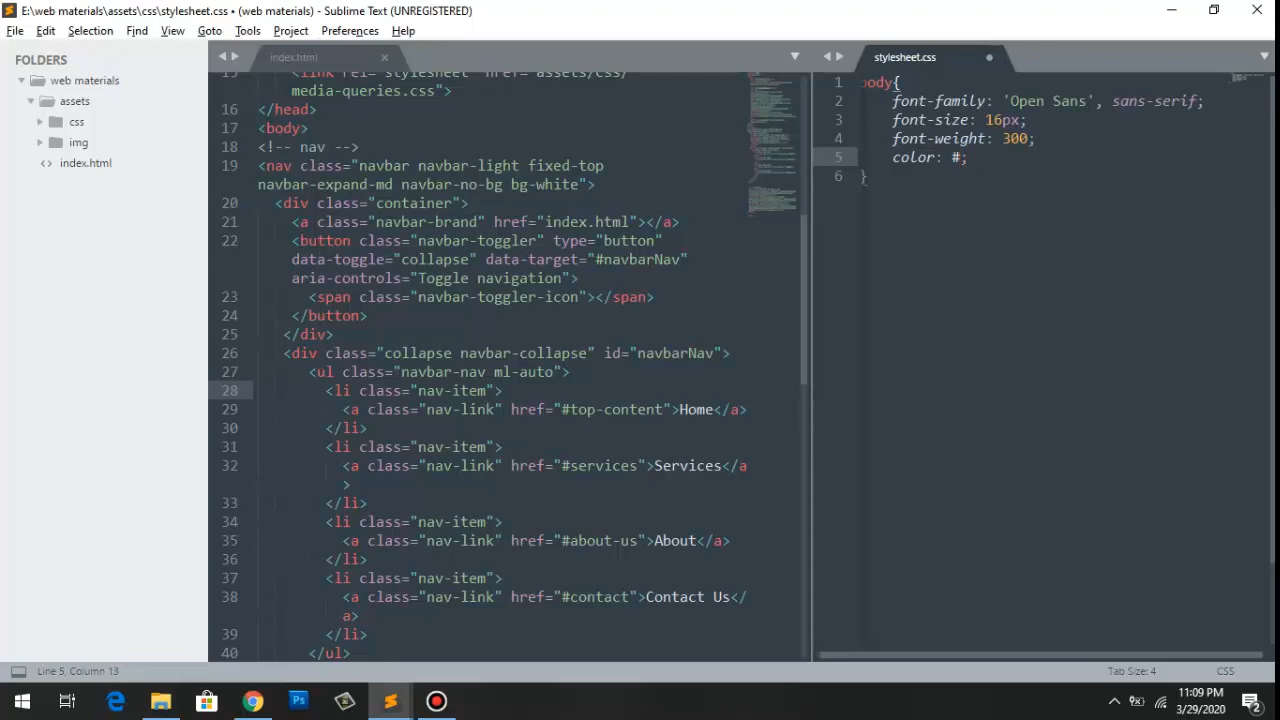 E:\web materials\assets\css\stylesheet.css • (web materials) - Sublime Text (UNREGISTERED)
File Edit Selection Find View Goto Tools Project Preferences Help
FOLDERS
web materials
assets
css
img
index.html
index.html
15 <link rel="stylesheet" href="assets/css/
media-queries.css">
16 </head>
17 <body>
18 <!-- nav -->
19 <nav class="navbar navbar-light fixed-top
navbar-expand-md navbar-no-bg bg-white">
20 <div class="container">
21 <a class="navbar-brand" href="index.html"></a>
22 <button class="navbar-toggler" type="button"
data-toggle="collapse" data-target="#navbarNav"
aria-controls="Toggle navigation">
23 <span class="navbar-toggler-icon"></span>
24 </button>
25 </div>
26 <div class="collapse navbar-collapse" id="navbarNav">
27 <ul class="navbar-nav ml-auto">
28 <li class="nav-item">
29 <a class="nav-link" href="#top-content">Home</a>
30 </li>
31 <li class="nav-item">
32 <a class="nav-link" href="#services">Services</a
>
33 </li>
34 <li class="nav-item">
35 <a class="nav-link" href="#about-us">About</a>
36 </li>
37 <li class="nav-item">
38 <a class="nav-link" href="#contact">Contact Us</
a>
39 </li>
40 </ul>
stylesheet.css
1 body{
2 font-family: 'Open Sans', sans-serif;
3 font-size: 16px;
4 font-weight: 300;
5 color: #;
6 }
Line 5, Column 13
Tab Size: 4
CSS
Ps
11:09 PM
3/29/2020
2